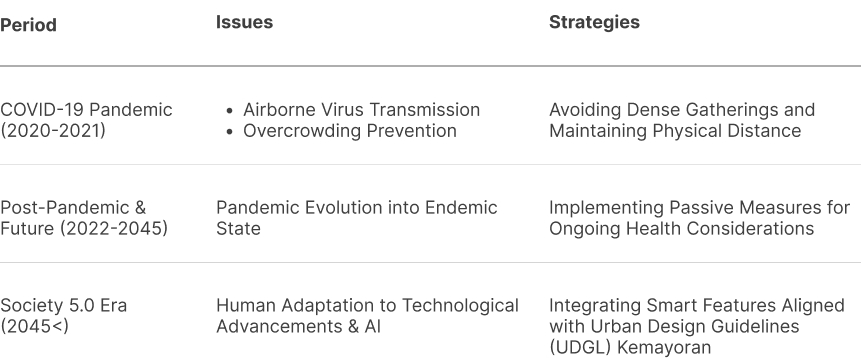 Period
Issues
Strategies
COVID-19 Pandemic
(2020-2021)
• Airborne Virus Transmission
• Overcrowding Prevention
Avoiding Dense Gatherings and
Maintaining Physical Distance
Post-Pandemic &
Future (2022-2045)
Pandemic Evolution into Endemic
State
Implementing Passive Measures for
Ongoing Health Considerations
Society 5.0 Era
(2045<)
Human Adaptation to Technological
Advancements & AI
Integrating Smart Features Aligned
with Urban Design Guidelines
(UDGL) Kemayoran